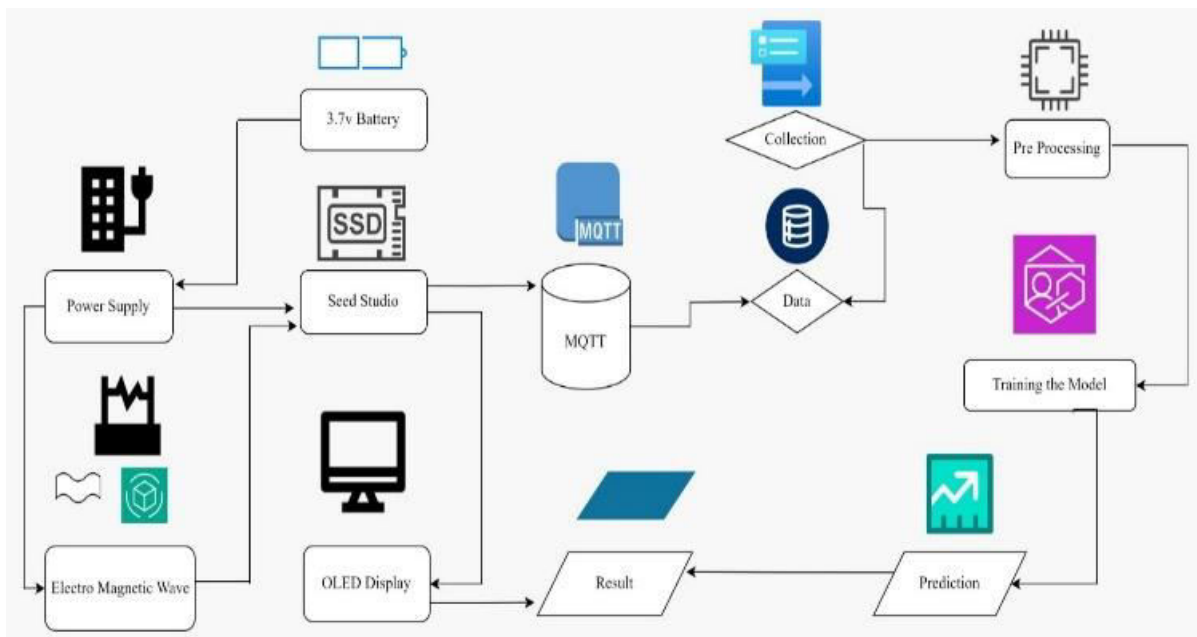 3.7v Battery
Collection
Pre Processing
SSD
MQTT
Power Supply
Seed Studio
MQTT
Data
Training the Model
Electro Magnetic Wave
OLED Display
Result
Prediction